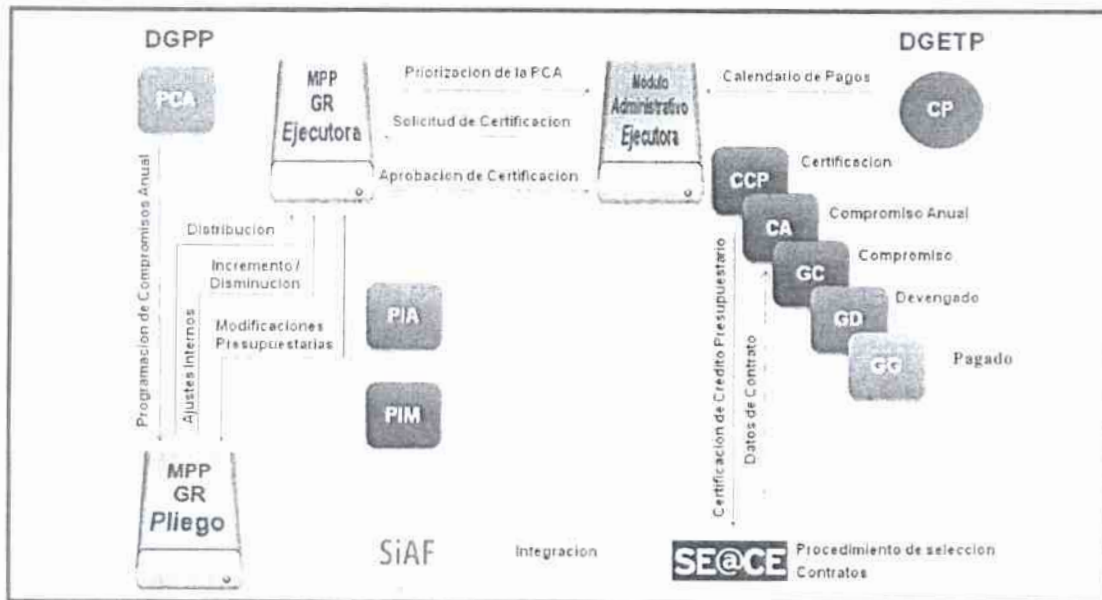 DGPP
DGETP
PCA
MPP
GR
Ejecutora
Priorizacion de la PCA
Solicitud de Certificacion
Aprobacion de Certificacion
Modulo
Administrativo
Ejecutora
Calendario de Pagos
CP
CCP
Certificacion
CA
Compromiso Anual
GC
Compromiso
GD
Devengado
GG
Pagado
Programacion de Compromisos Anual
Distribucion
Incremento /
Disminucion
Ajustes Internos
Modificaciones
Presupuestarias
PIA
PIM
Certificacion de Credito Presupuestario
Datos de Contrato
MPP
GR
Pliego
SiAF
Integracion
SE@CE
Procedimiento de seleccion
Contratos